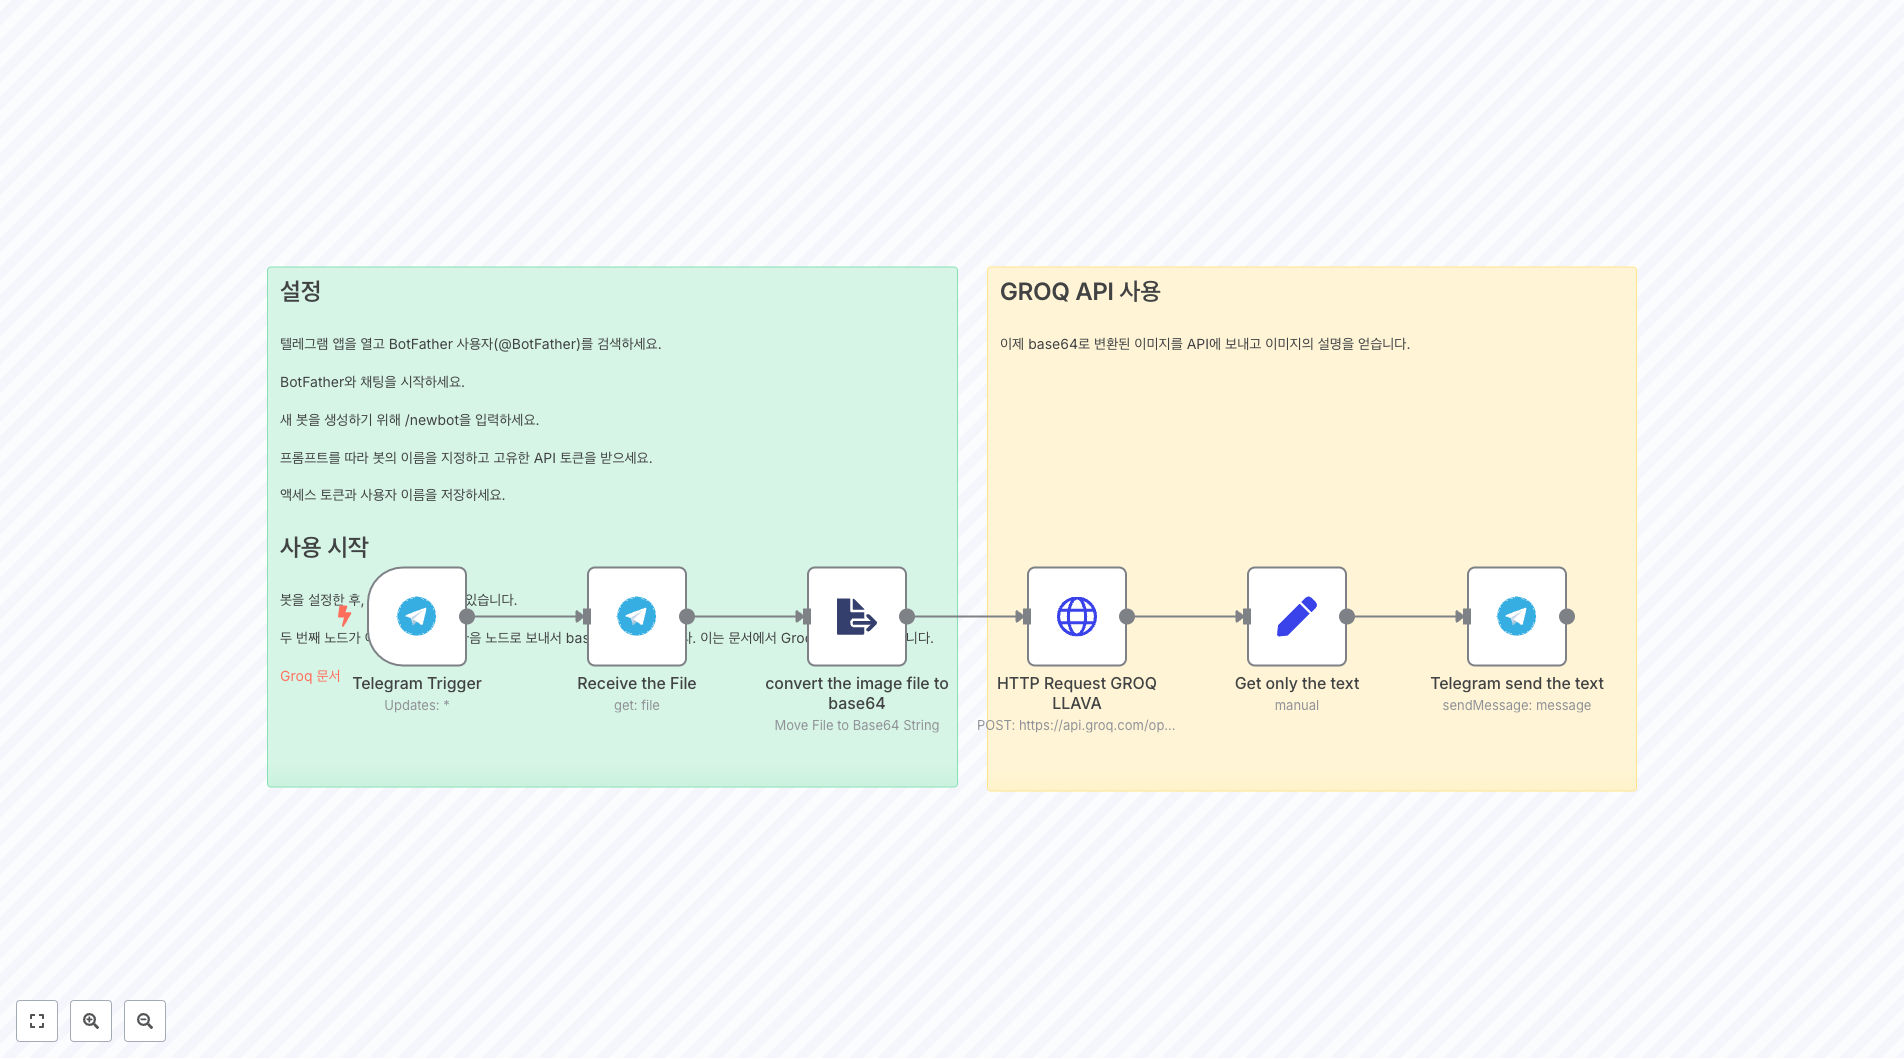 설정
텔레그램 앱을 열고 BotFather 사용자(@BotFather)를 검색하세요.
BotFather와 채팅을 시작하세요.
새 봇을 생성하기 위해 /newbot을 입력하세요.
프롬프트를 따라 봇의 이름을 지정하고 고유한 API 토큰을 받으세요.
액세스 토큰과 사용자 이름을 저장하세요.
사용 시작
봇을 설정한 후, 있습니다.
두 번째 노드가 노드로 보내서 이는 문서에서
Groq 문서
Telegram Trigger
Updates: *
Receive the File
get: file
convert the image file to
base64
Move File to Base64 String
GROQ API 사용
이제 base64로 변환된 이미지를 API에 보내고 이미지의 설명을 얻습니다.
HTTP Request GROQ
LLAVA
POST: https://api.groq.com/op...
Get only the text
manual
Telegram send the text
sendMessage: message